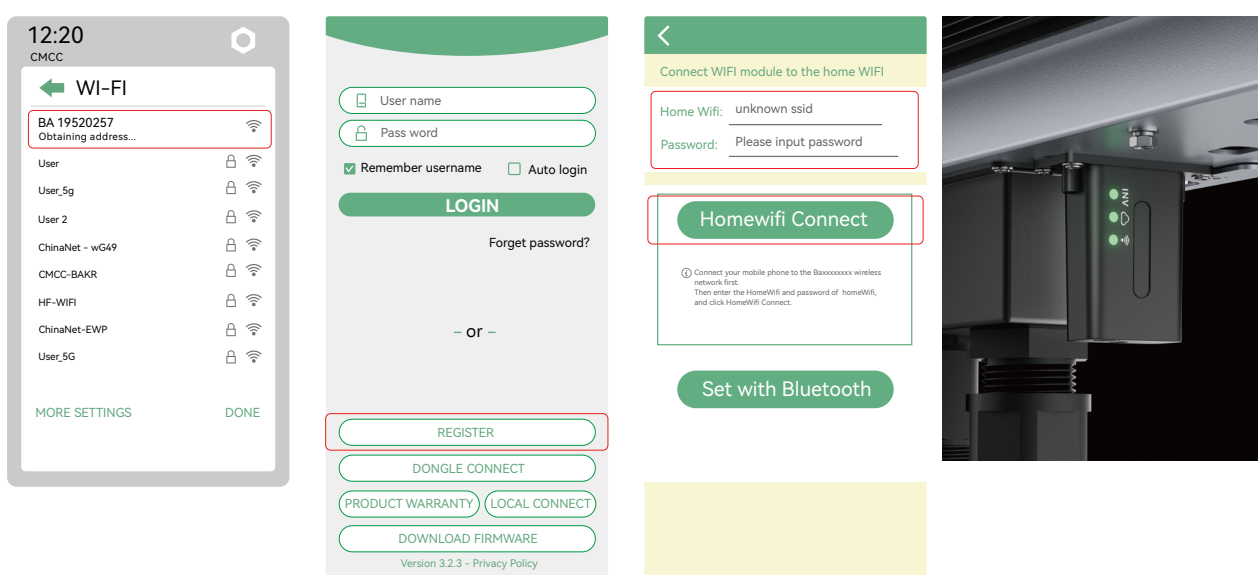 12:20
CMCC
WI-FI
BA 19520257
Obtaining address...
User
User_5g
User 2
ChinaNet - wG49
CMCC-BAKR
HF-WIFI
ChinaNet-EWP
User_5G
MORE SETTINGS
DONE
User name
Pass word
Remember username
Auto login
LOGIN
Forget password?
– or –
REGISTER
DONGLE CONNECT
PRODUCT WARRANTY
LOCAL CONNECT
DOWNLOAD FIRMWARE
Version 3.2.3 - Privacy Policy
Connect WIFI module to the home WIFI
Home Wifi: unknown ssid
Password: Please input password
Homewifi Connect
Connect your mobile phone to the Baxxxxxxxx wireless
network first.
Then enter the HomeWifi and password of homeWifi,
and click HomeWifi Connect.
Set with Bluetooth
INV